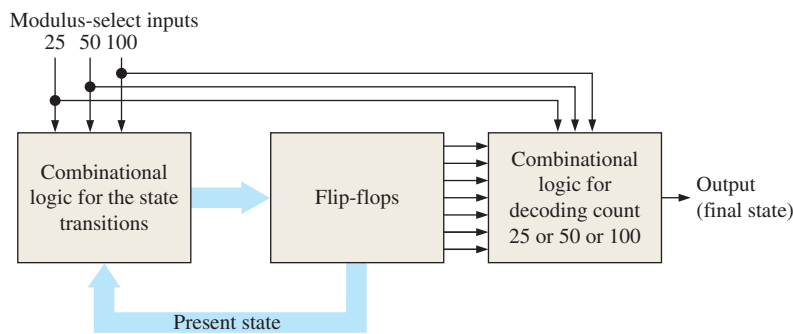 Modulus-select inputs
25 50 100
Combinational
logic for the state
transitions
Flip-flops
Combinational
logic for
decoding count
25 or 50 or 100
Output
(final state)
Present state